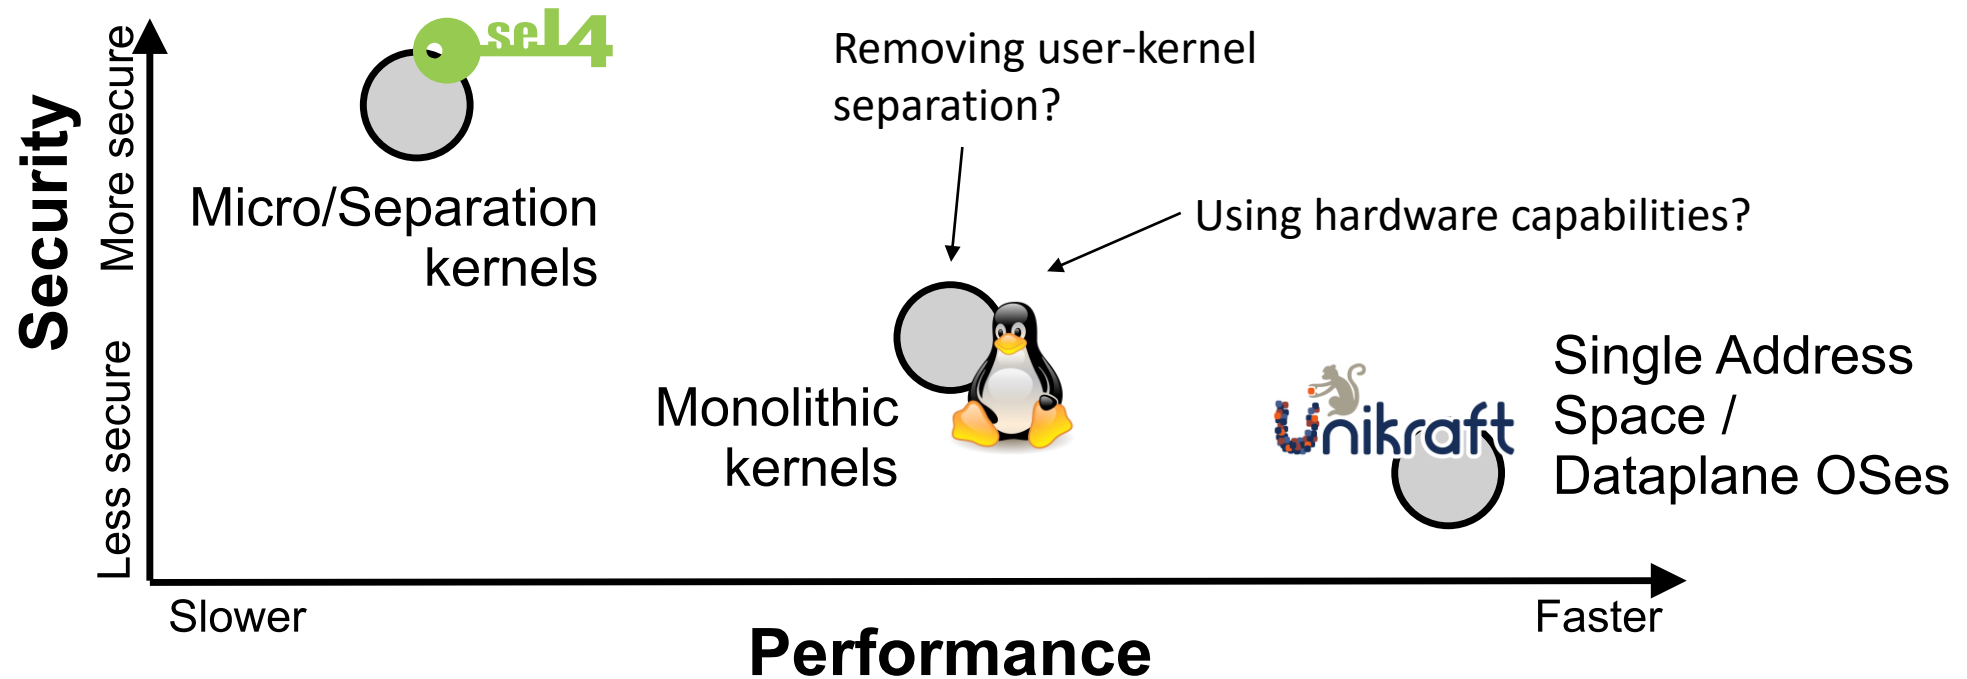 Security
More secure
Less secure
seL4
Micro/Separation
kernels
Removing user-kernel
separation?
Using hardware capabilities?
Monolithic
kernels
Unikraft
Single Address
Space /
Dataplane OSes
Slower
Faster
Performance